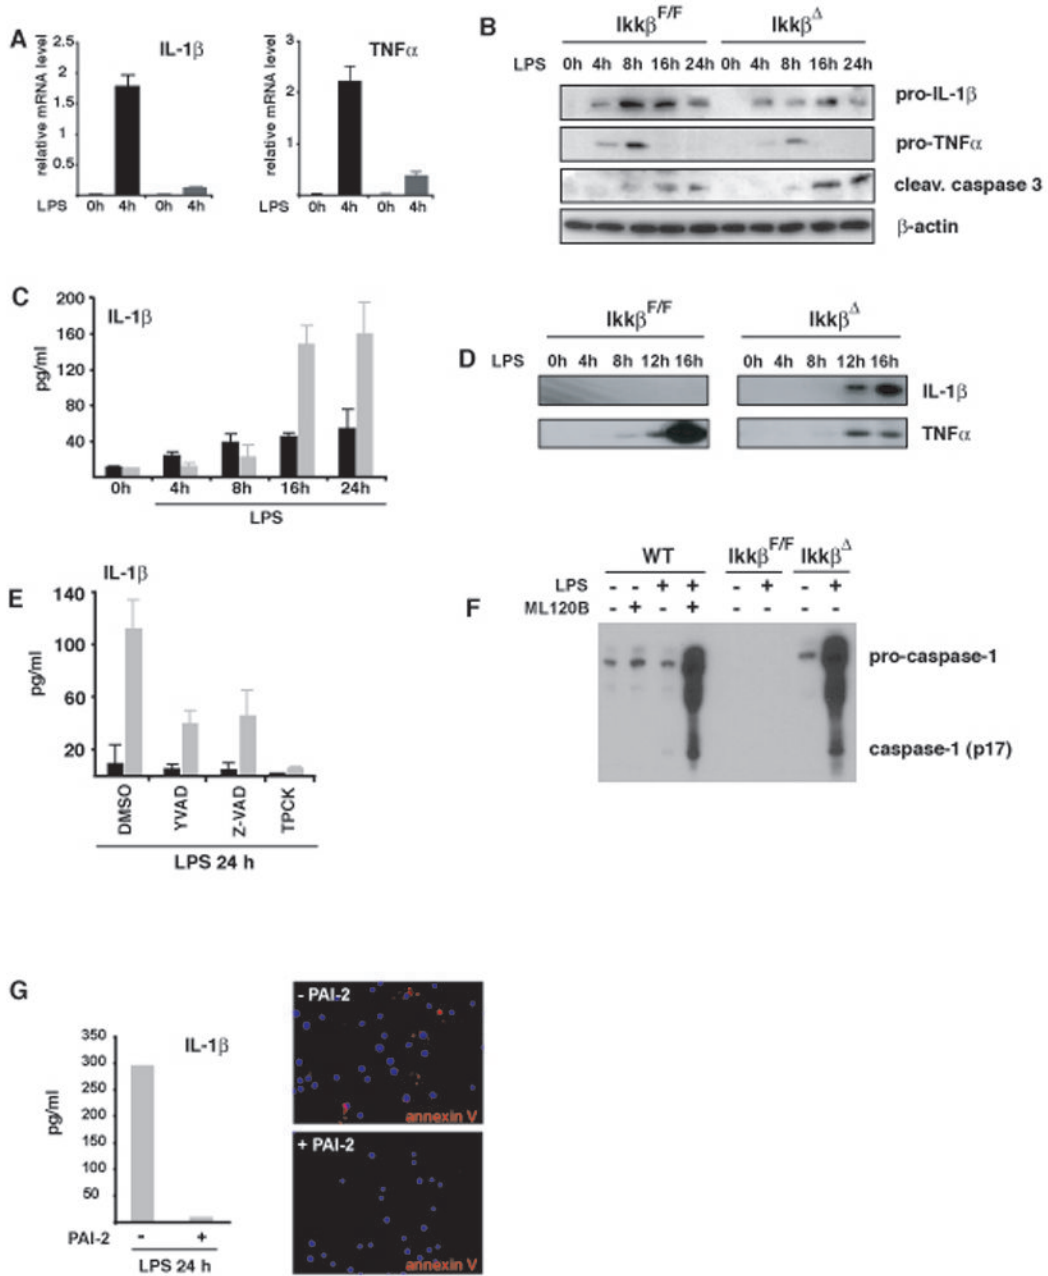 A
IL-1β
relative mRNA level
2.5
2
1.5
1
0.5
LPS 0h 4h 0h 4h
TNFα
relative mRNA level
3
2
1
LPS 0h 4h 0h 4h
B
IkkβF/F IkkβΔ
LPS 0h 4h 8h 16h 24h 0h 4h 8h 16h 24h
pro-IL-1β
pro-TNFα
cleav. caspase 3
β-actin
C
IL-1β
pg/ml
200
160
120
80
40
0h 4h 8h 16h 24h
LPS
D
IkkβF/F IkkβΔ
LPS 0h 4h 8h 12h 16h 0h 4h 8h 12h 16h
IL-1β
TNFα
E
IL-1β
pg/ml
140
100
60
20
DMSO YVAD Z-VAD TPCK
LPS 24 h
F
WT IkkβF/F IkkβΔ
LPS - - + + - + - +
ML120B - + - + - - - -
pro-caspase-1
caspase-1 (p17)
G
IL-1β
pg/ml
350
300
250
200
150
100
50
PAI-2 - +
LPS 24 h
- PAI-2
annexin V
+ PAI-2
annexin V